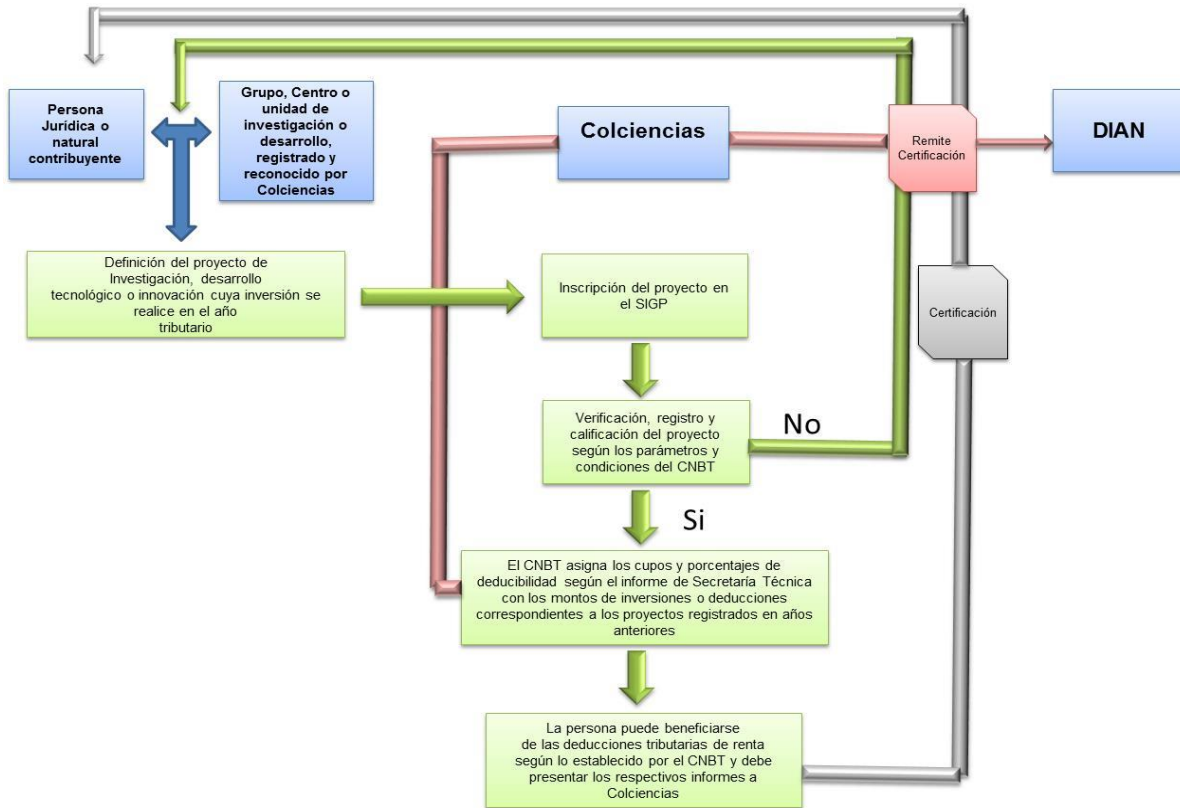 Persona
Jurídica o
natural
contribuyente
Grupo, Centro o
unidad de
investigación o
desarrollo,
registrado y
reconocido por
Colciencias
Colciencias
Remite
Certificación
DIAN
Definición del proyecto de
Investigación, desarrollo
tecnológico o innovación cuya inversión se
realice en el año
tributario
Inscripción del proyecto en
el SIGP
Certificación
Verificación, registro y
calificación del proyecto
según los parámetros y
condiciones del CNBT
No
Si
El CNBT asigna los cupos y porcentajes de
deducibilidad según el informe de Secretaría Técnica
con los montos de inversiones o deducciones
correspondientes a los proyectos registrados en años
anteriores
La persona puede beneficiarse
de las deducciones tributarias de renta
según lo establecido por el CNBT y debe
presentar los respectivos informes a
Colciencias